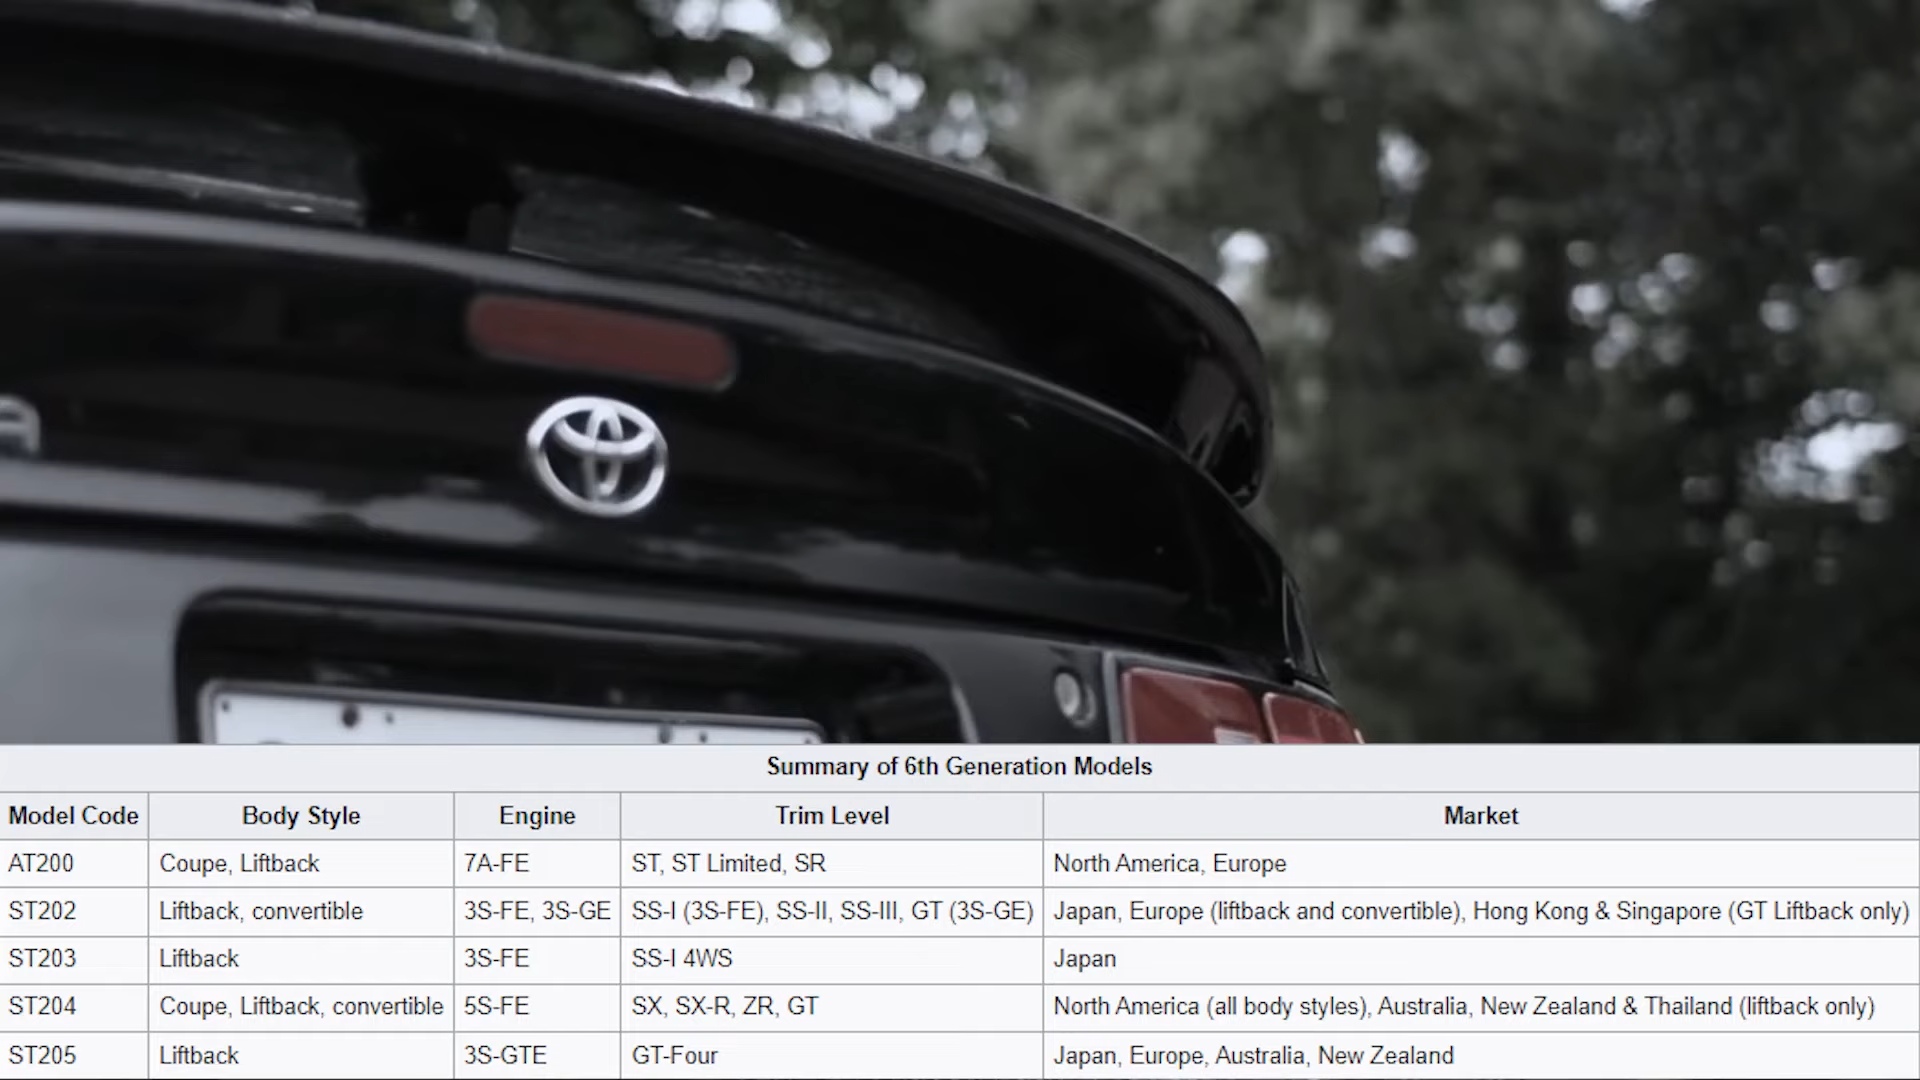 Summary of 6th Generation Models
Model Code Body Style Engine Trim Level Market
AT200 Coupe, Liftback 7A-FE ST, ST Limited, SR North America, Europe
ST202 Liftback, convertible 3S-FE, 3S-GE SS-I (3S-FE), SS-II, SS-III, GT (3S-GE) Japan, Europe (liftback and convertible), Hong Kong & Singapore (GT Liftback only)
ST203 Liftback 3S-FE SS-I 4WS Japan
ST204 Coupe, Liftback, convertible 5S-FE SX, SX-R, ZR, GT North America (all body styles), Australia, New Zealand & Thailand (liftback only)
ST205 Liftback 3S-GTE GT-Four Japan, Europe, Australia, New Zealand